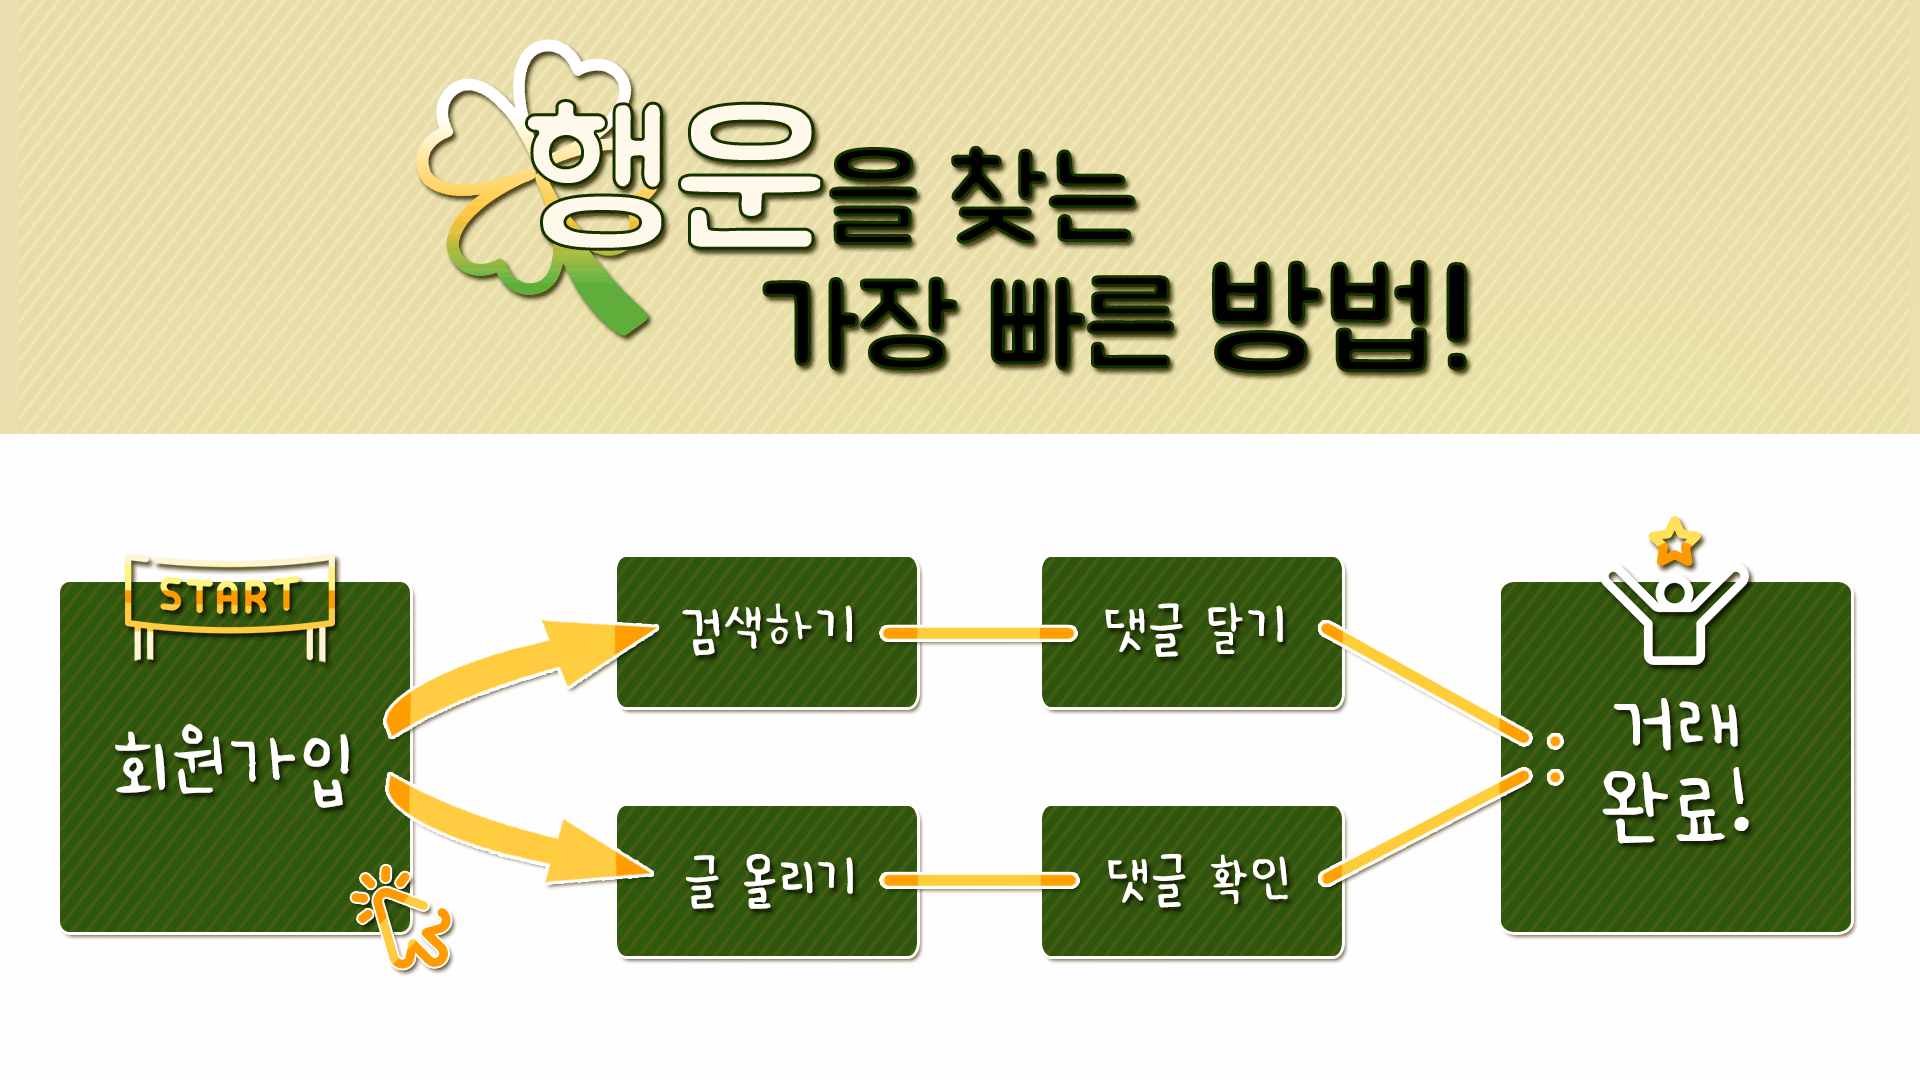 행운을 찾는
가장 빠른 방법!
START
회원가입
검색하기
댓글 달기
글 올리기
댓글 확인
거래
완료!